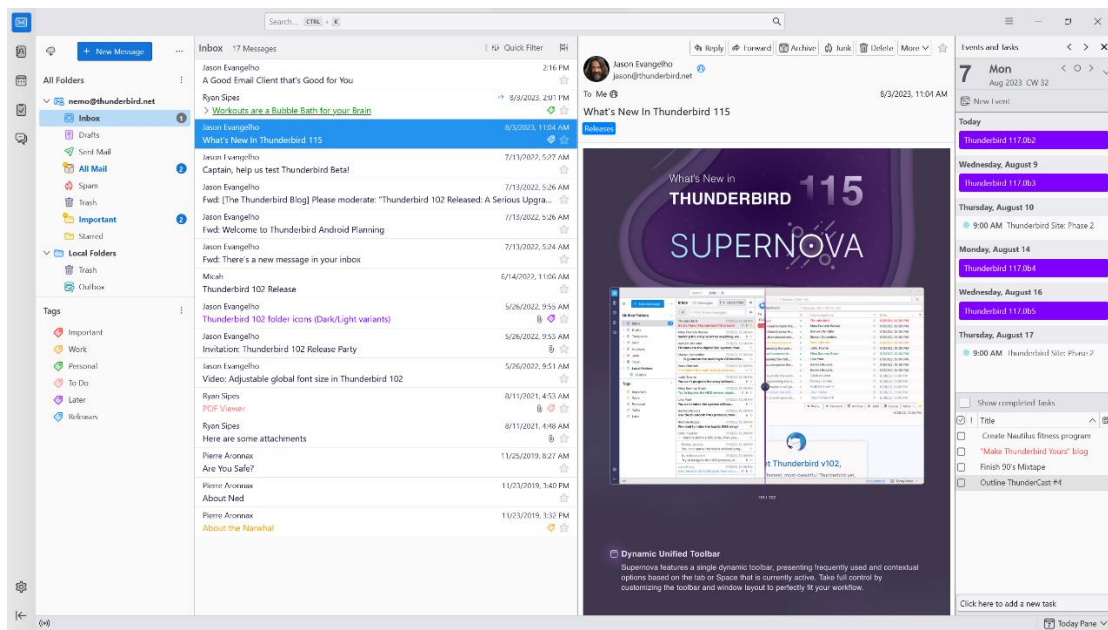 Search... CTRL + K
+ New Message
All Folders
nemo@thunderbird.net
Inbox 1
Drafts
Sent Mail
All Mail 2
Spam
Trash
Important 2
Starred
Local Folders
Trash
Outbox
Tags
Important
Work
Personal
To Do
Later
Releases
Inbox 17 Messages Quick Filter
Jason Evangelho 2:16 PM
A Good Email Client that's Good for You
Ryan Sipes 8/3/2023, 2:01 PM
Workouts are a Bubble Bath for your Brain
Jason Evangelho 8/3/2023, 11:04 AM
What's New In Thunderbird 115
Jason Evangelho 7/13/2022, 5:27 AM
Captain, help us test Thunderbird Beta!
Jason Evangelho 7/13/2022, 5:26 AM
Fwd: [The Thunderbird Blog] Please moderate: "Thunderbird 102 Released: A Serious Upgra...
Jason Evangelho 7/13/2022, 5:26 AM
Fwd: Welcome to Thunderbird Android Planning
Jason Evangelho 7/13/2022, 5:24 AM
Fwd: There's a new message in your inbox
Micah 6/14/2022, 11:06 AM
Thunderbird 102 Release
Jason Evangelho 5/26/2022, 9:55 AM
Thunderbird 102 folder icons (Dark/Light variants)
Jason Evangelho 5/26/2022, 9:53 AM
Invitation: Thunderbird 102 Release Party
Jason Evangelho 5/26/2022, 9:51 AM
Video: Adjustable global font size in Thunderbird 102
Ryan Sipes 8/11/2021, 4:53 AM
PDF Viewer
Ryan Sipes 8/11/2021, 4:48 AM
Here are some attachments
Pierre Aronnax 11/25/2019, 8:27 AM
Are You Safe?
Pierre Aronnax 11/23/2019, 3:40 PM
About Ned
Pierre Aronnax 11/23/2019, 3:32 PM
About the Narwhal
Reply Forward Archive Junk Delete More
Jason Evangelho
jason@thunderbird.net
To Me 8/3/2023, 11:04 AM
What's New In Thunderbird 115
Releases
What's New in
THUNDERBIRD 115
SUPERNOVA
Dynamic Unified Toolbar
Supernova features a single dynamic toolbar, presenting frequently used and contextual
options based on the tab or Space that is currently active. Take full control by
customizing the toolbar and window layout to perfectly fit your workflow.
Events and Tasks
7 Mon
Aug 2023 CW 32
New Event
Today
Thunderbird 117.0b2
Wednesday, August 9
Thunderbird 117.0b3
Thursday, August 10
9:00 AM Thunderbird Site: Phase 2
Monday, August 14
Thunderbird 117.0b4
Wednesday, August 16
Thunderbird 117.0b5
Thursday, August 17
9:00 AM Thunderbird Site: Phase 2
Show completed Tasks
! Title
Create Nautilus fitness program
"Make Thunderbird Yours" blog
Finish 90's Mixtape
Outline ThunderCast #4
Click here to add a new task
Today Pane